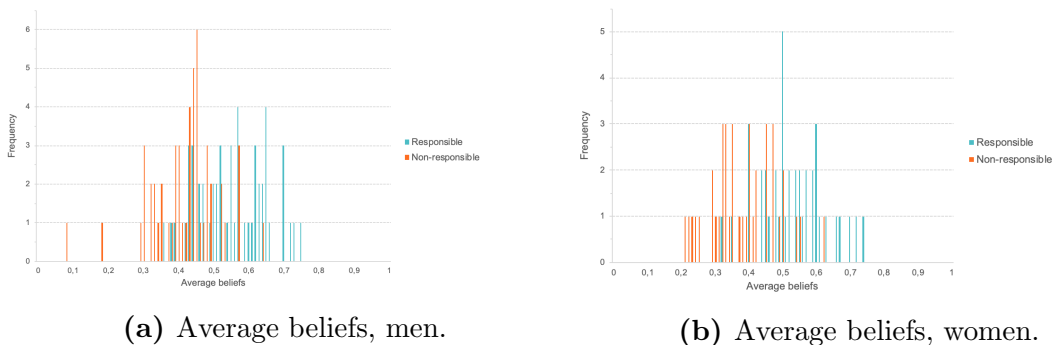 6
5
4
3
2
1
0
Frequency
0 0,1 0,2 0,3 0,4 0,5 0,6 0,7 0,8 0,9 1
Average beliefs
Responsible
Non-responsible
(a) Average beliefs, men.
5
4
3
2
1
0
Frequency
0 0,1 0,2 0,3 0,4 0,5 0,6 0,7 0,8 0,9 1
Average beliefs
Responsible
Non-responsible
(b) Average beliefs, women.